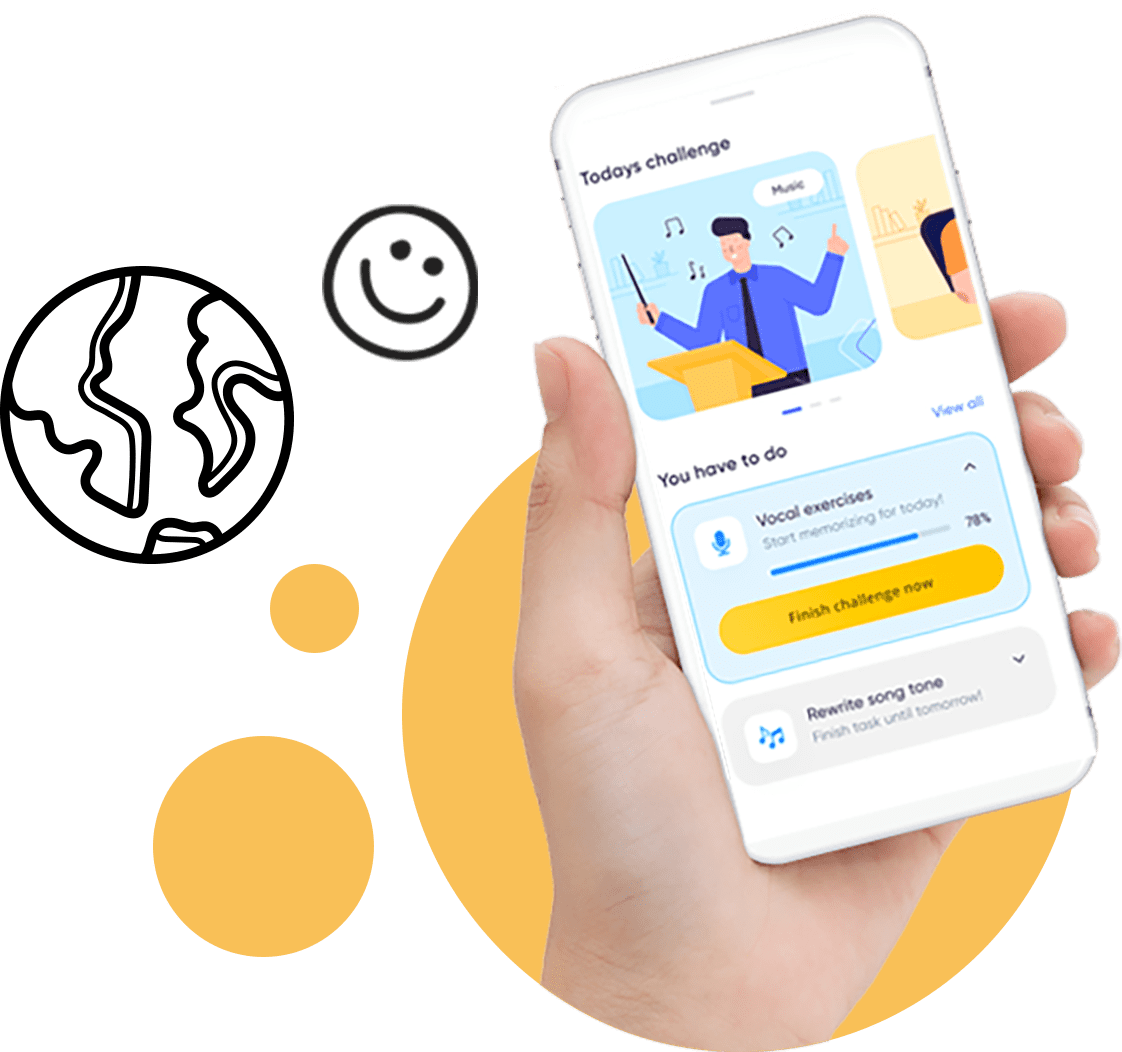 Todays challenge
Music
View all
You have to do
Vocal exercises
Start memorizing for today!
78%
Finish challenge now
Rewrite song tone
Finish task until tomorrow!